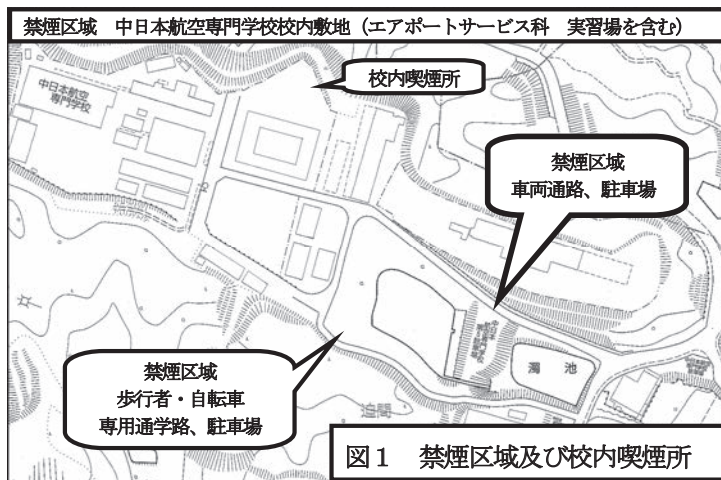 禁煙区域　中日本航空専門学校校内敷地（エアポートサービス科　実習場を含む）
校内喫煙所
中日本航空
専門学校
禁煙区域
車両通路、駐車場
濁　池
禁煙区域
歩行者・自転車
専用通学路、駐車場
迫間
図１　禁煙区域及び校内喫煙所